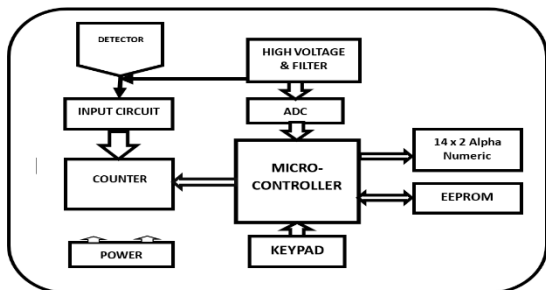 DETECTOR
HIGH VOLTAGE
& FILTER
INPUT CIRCUIT
ADC
14 x 2 Alpha
Numeric
MICRO-
CONTROLLER
COUNTER
EEPROM
POWER
KEYPAD